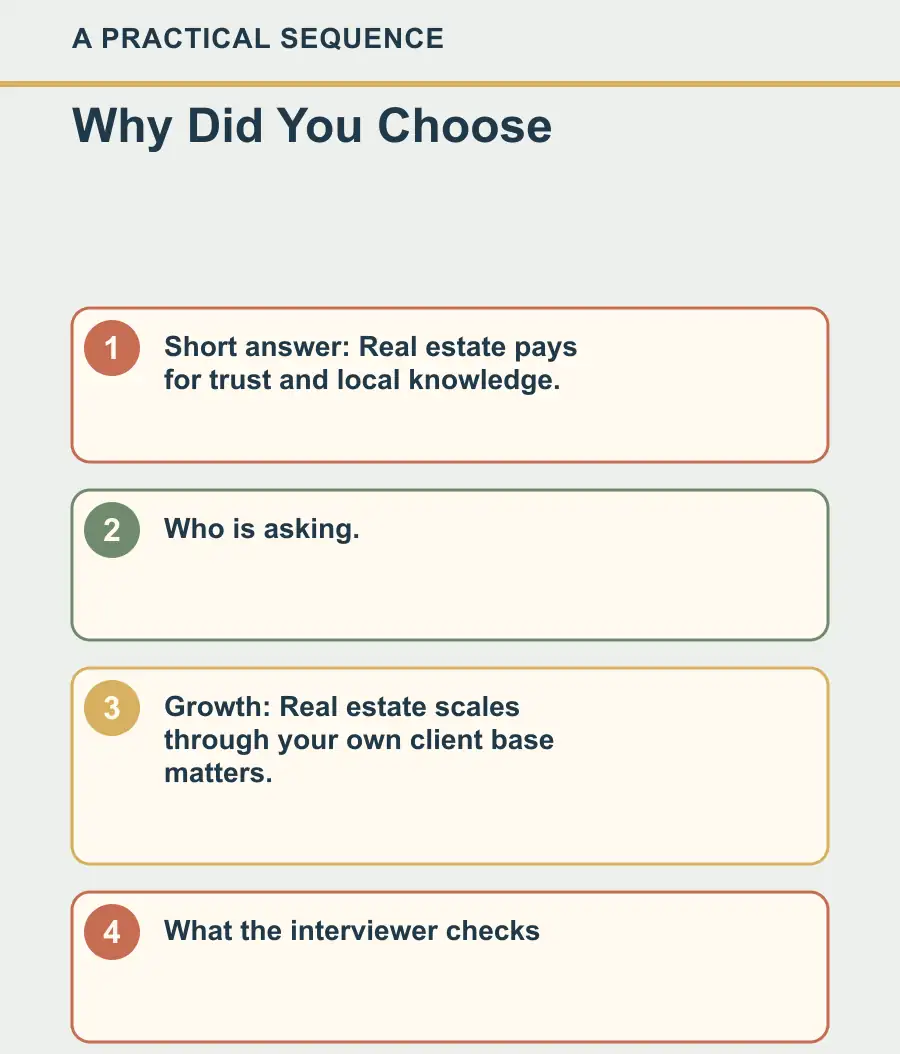 A PRACTICAL SEQUENCE
Why Did You Choose
1
Short answer: Real estate pays
for trust and local knowledge.
2
Who is asking.
3
Growth: Real estate scales
through your own client base
matters.
4
What the interviewer checks